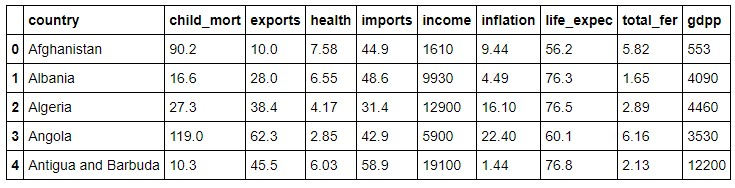 country child_mort exports health imports income inflation life_expec total_fer gdpp
0 Afghanistan 90.2 10.0 7.58 44.9 1610 9.44 56.2 5.82 553
1 Albania 16.6 28.0 6.55 48.6 9930 4.49 76.3 1.65 4090
2 Algeria 27.3 38.4 4.17 31.4 12900 16.10 76.5 2.89 4460
3 Angola 119.0 62.3 2.85 42.9 5900 22.40 60.1 6.16 3530
4 Antigua and Barbuda 10.3 45.5 6.03 58.9 19100 1.44 76.8 2.13 12200